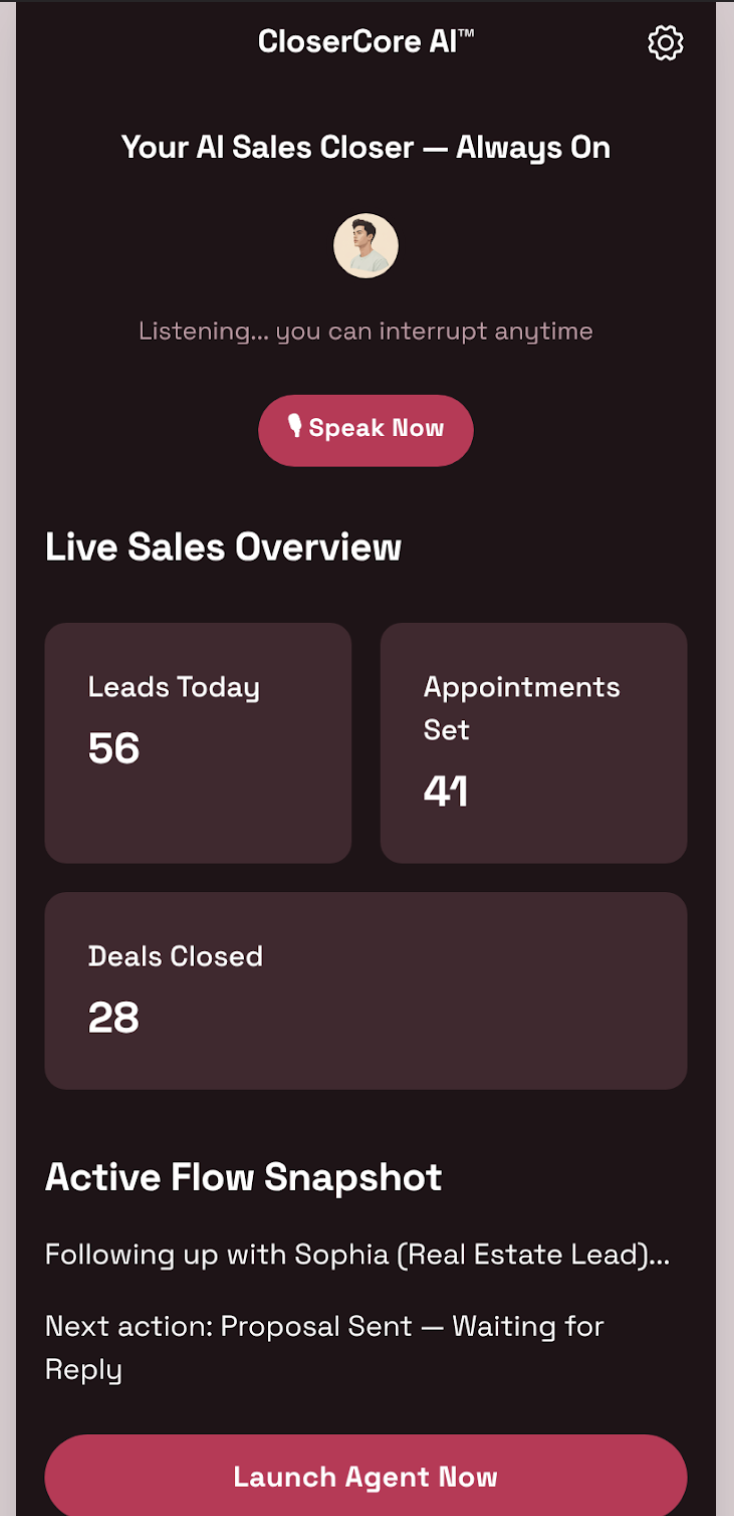 CloserCore AI™
Your AI Sales Closer — Always On
Listening... you can interrupt anytime
Speak Now
Live Sales Overview
Leads Today
56
Appointments
Set
41
Deals Closed
28
Active Flow Snapshot
Following up with Sophia (Real Estate Lead)...
Next action: Proposal Sent — Waiting for
Reply
Launch Agent Now